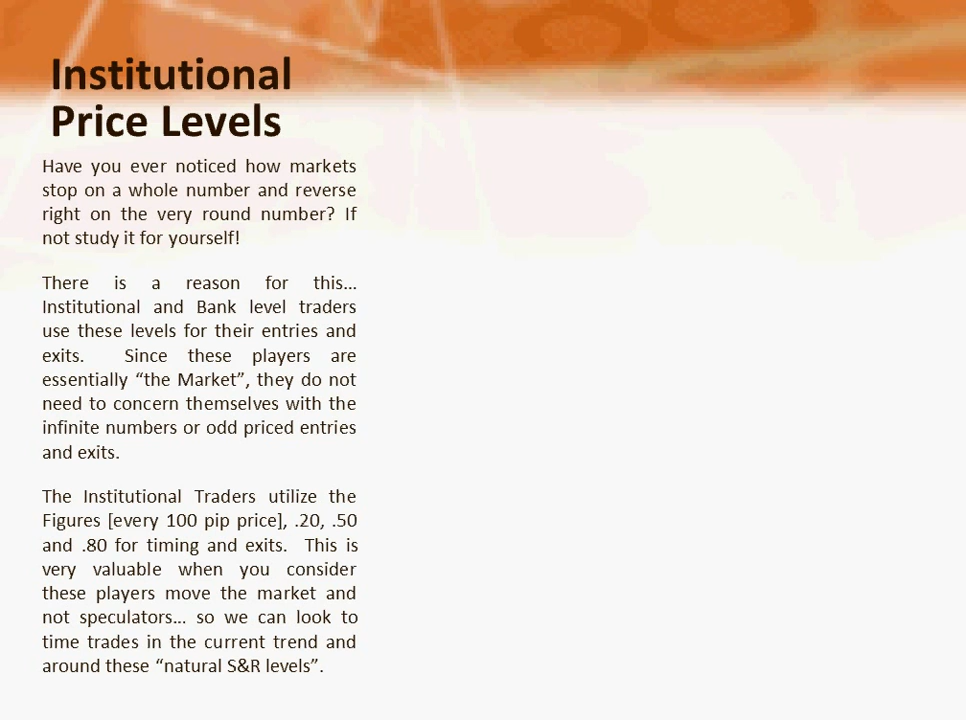 Institutional
Price Levels
Have you ever noticed how markets
stop on a whole number and reverse
right on the very round number? If
not study it for yourself!
There is a reason for this...
Institutional and Bank level traders
use these levels for their entries and
exits. Since these players are
essentially “the Market”, they do not
need to concern themselves with the
infinite numbers or odd priced entries
and exits.
The Institutional Traders utilize the
Figures [every 100 pip price], .20, .50
and .80 for timing and exits. This is
very valuable when you consider
these players move the market and
not speculators... so we can look to
time trades in the current trend and
around these “natural S&R levels”.